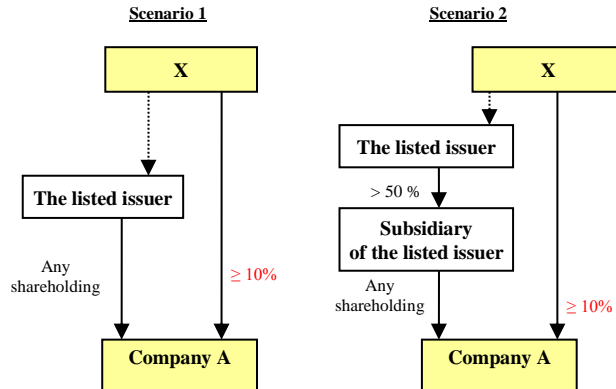 Scenario 1
X
The listed issuer
Any
shareholding
≥ 10%
Company A
Scenario 2
X
The listed issuer
> 50 %
Subsidiary
of the listed issuer
Any
shareholding
≥ 10%
Company A